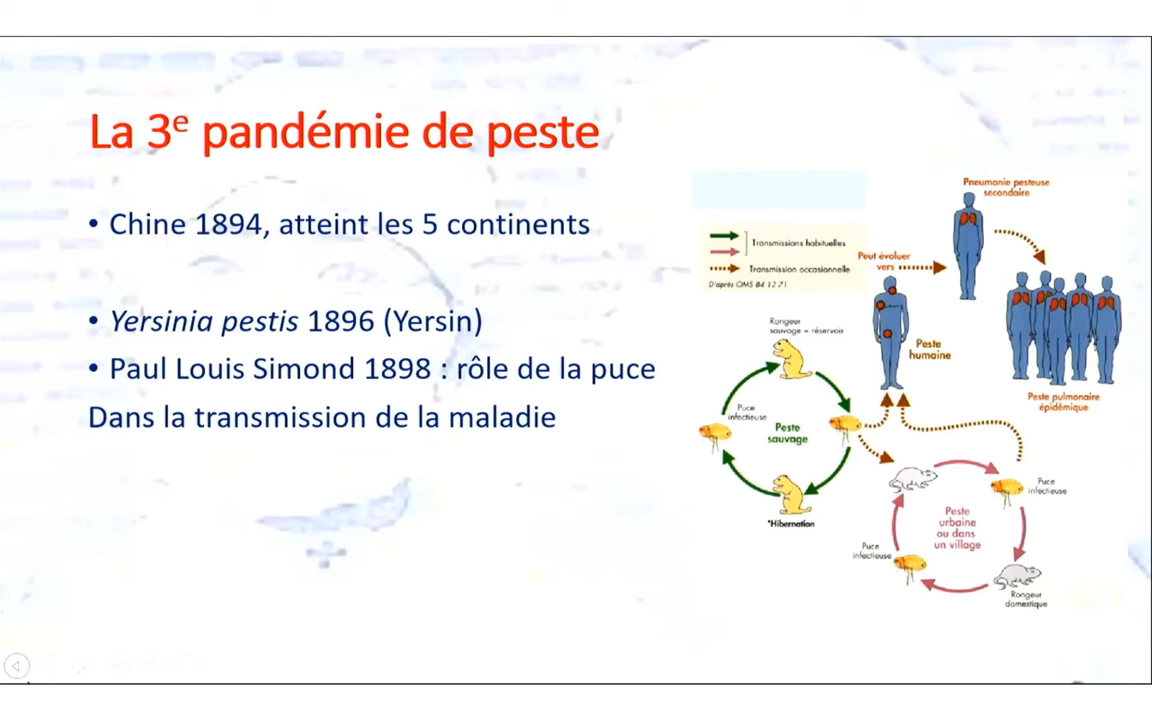 La 3e pandémie de peste
• Chine 1894, atteint les 5 continents
• Yersinia pestis 1896 (Yersin)
• Paul Louis Simond 1898 : rôle de la puce
Dans la transmission de la maladie
Pneumonie pesteuse
secondaire
Transmissions habituelles
Transmission occasionnelle
D'après OMS 84 12 71
Peut évoluer
vers
Rongeur
sauvage = réservoir
Peste
humaine
Peste pulmonaire
épidémique
Puce
infectieuse
Peste
sauvage
*Hibernation
Puce
infectieuse
Peste
urbaine
ou dans
un village
Puce
infectieuse
Rongeur
domestique